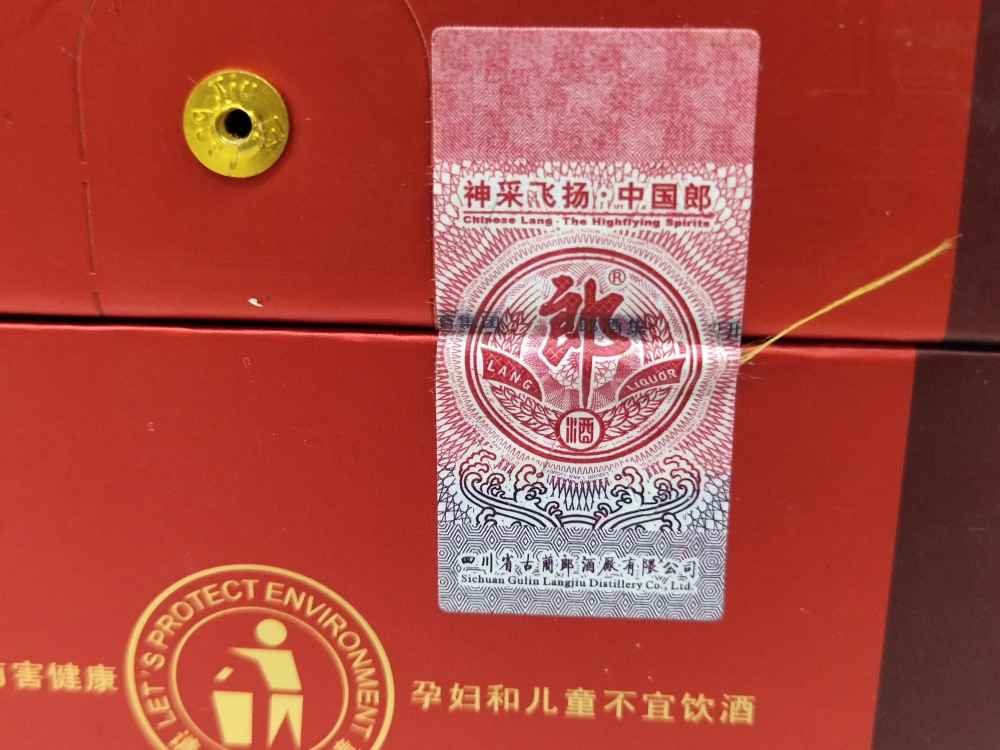 神采飞扬·中国郎
Chinese Lang · The Highflying Spirits
郎®
LANG LIQUOR
酒
四川省古蔺郎酒厂有限公司
Sichuan Gulin Langjiu Distillery Co., Ltd.
LET'S PROTECT ENVIRONMENT
害健康
孕妇和儿童不宜饮酒